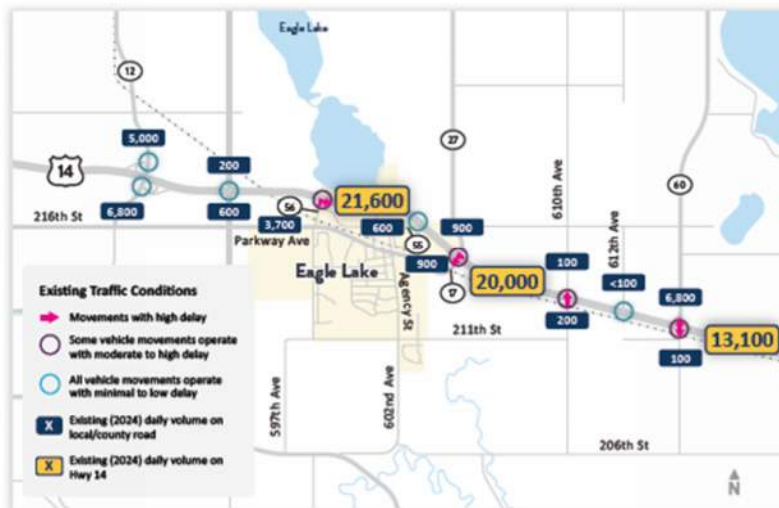 Eagle Lake
12
5,000
27
14
200
610th Ave
60
21,600
56
216th St
6,800
600
3,700
600
900
612th Ave
Parkway Ave
55
100
<100
6,800
Eagle Lake
900
17
20,000
Agency St
200
211th St
13,100
100
597th Ave
602nd Ave
206th St
N
Existing Traffic Conditions
Movements with high delay
Some vehicle movements operate
with moderate to high delay
All vehicle movements operate
with minimal to low delay
X
Existing (2024) daily volume on
local/county road
X
Existing (2024) daily volume on
Hwy 14